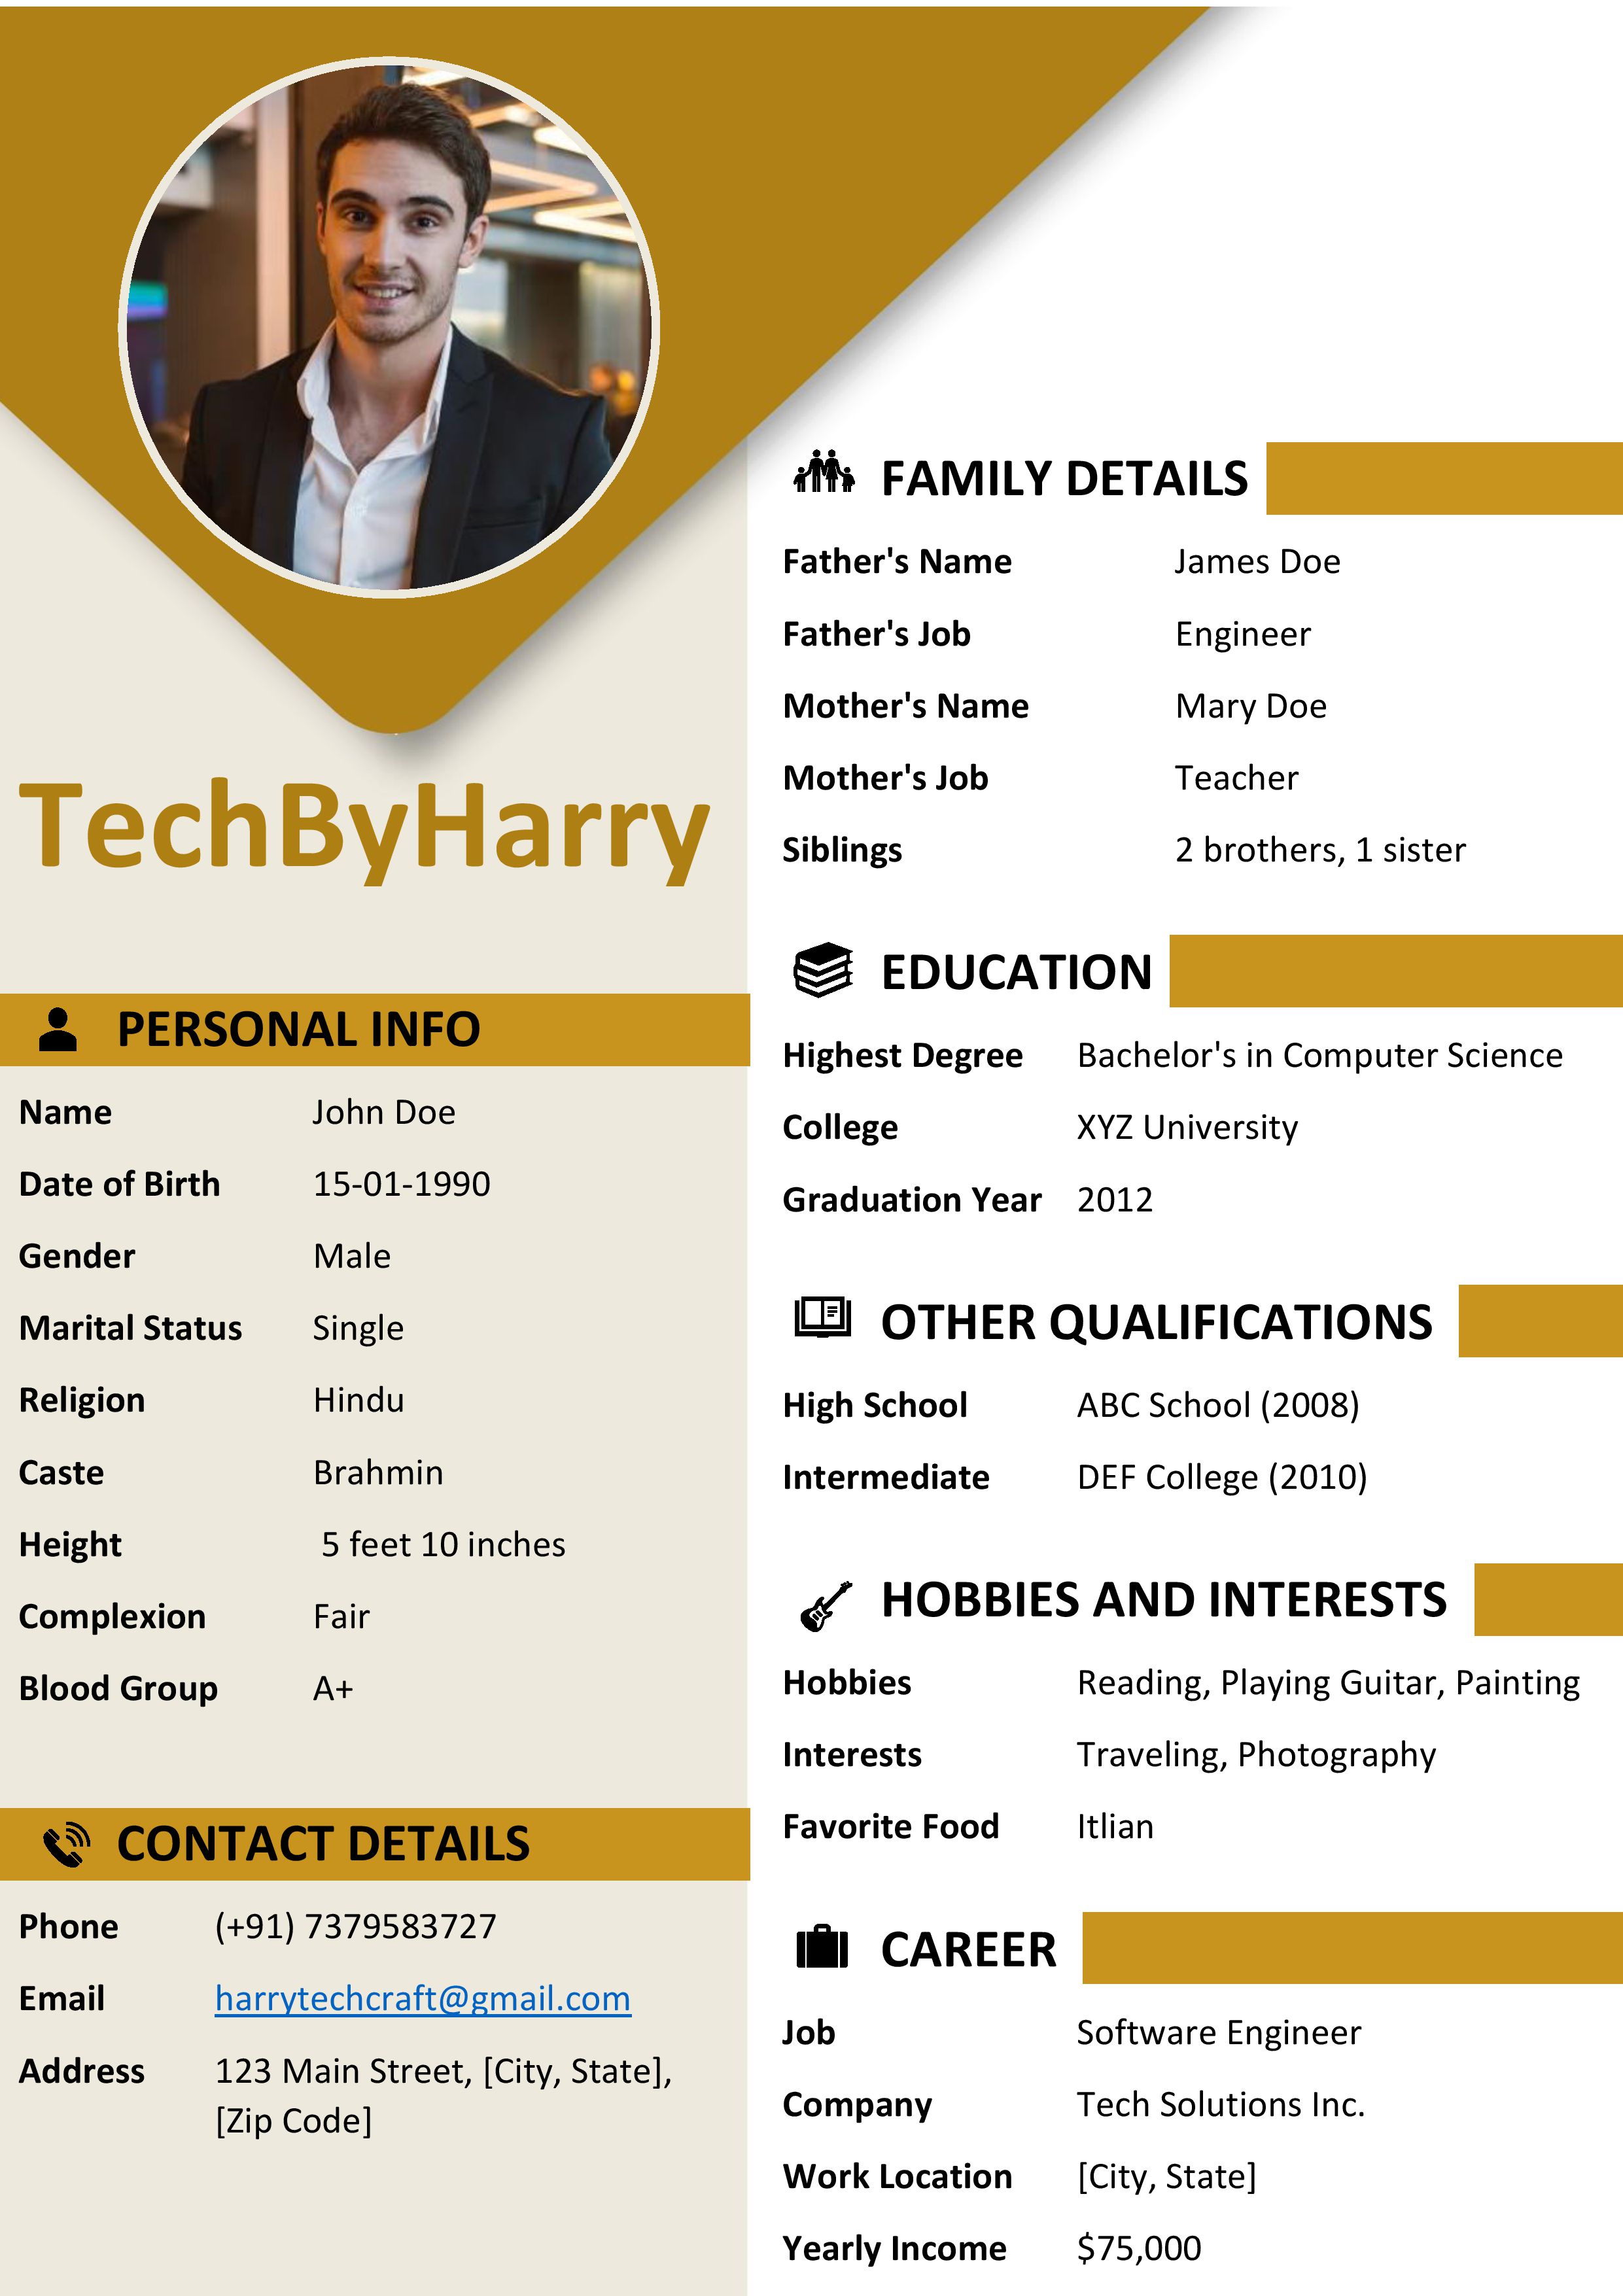 TechByHarry
PERSONAL INFO
Name John Doe
Date of Birth 15-01-1990
Gender Male
Marital Status Single
Religion Hindu
Caste Brahmin
Height 5 feet 10 inches
Complexion Fair
Blood Group A+
CONTACT DETAILS
Phone (+91) 7379583727
Email harrytechcraft@gmail.com
Address 123 Main Street, [City, State],
[Zip Code]
FAMILY DETAILS
Father's Name James Doe
Father's Job Engineer
Mother's Name Mary Doe
Mother's Job Teacher
Siblings 2 brothers, 1 sister
EDUCATION
Highest Degree Bachelor's in Computer Science
College XYZ University
Graduation Year 2012
OTHER QUALIFICATIONS
High School ABC School (2008)
Intermediate DEF College (2010)
HOBBIES AND INTERESTS
Hobbies Reading, Playing Guitar, Painting
Interests Traveling, Photography
Favorite Food Itlian
CAREER
Job Software Engineer
Company Tech Solutions Inc.
Work Location [City, State]
Yearly Income $75,000